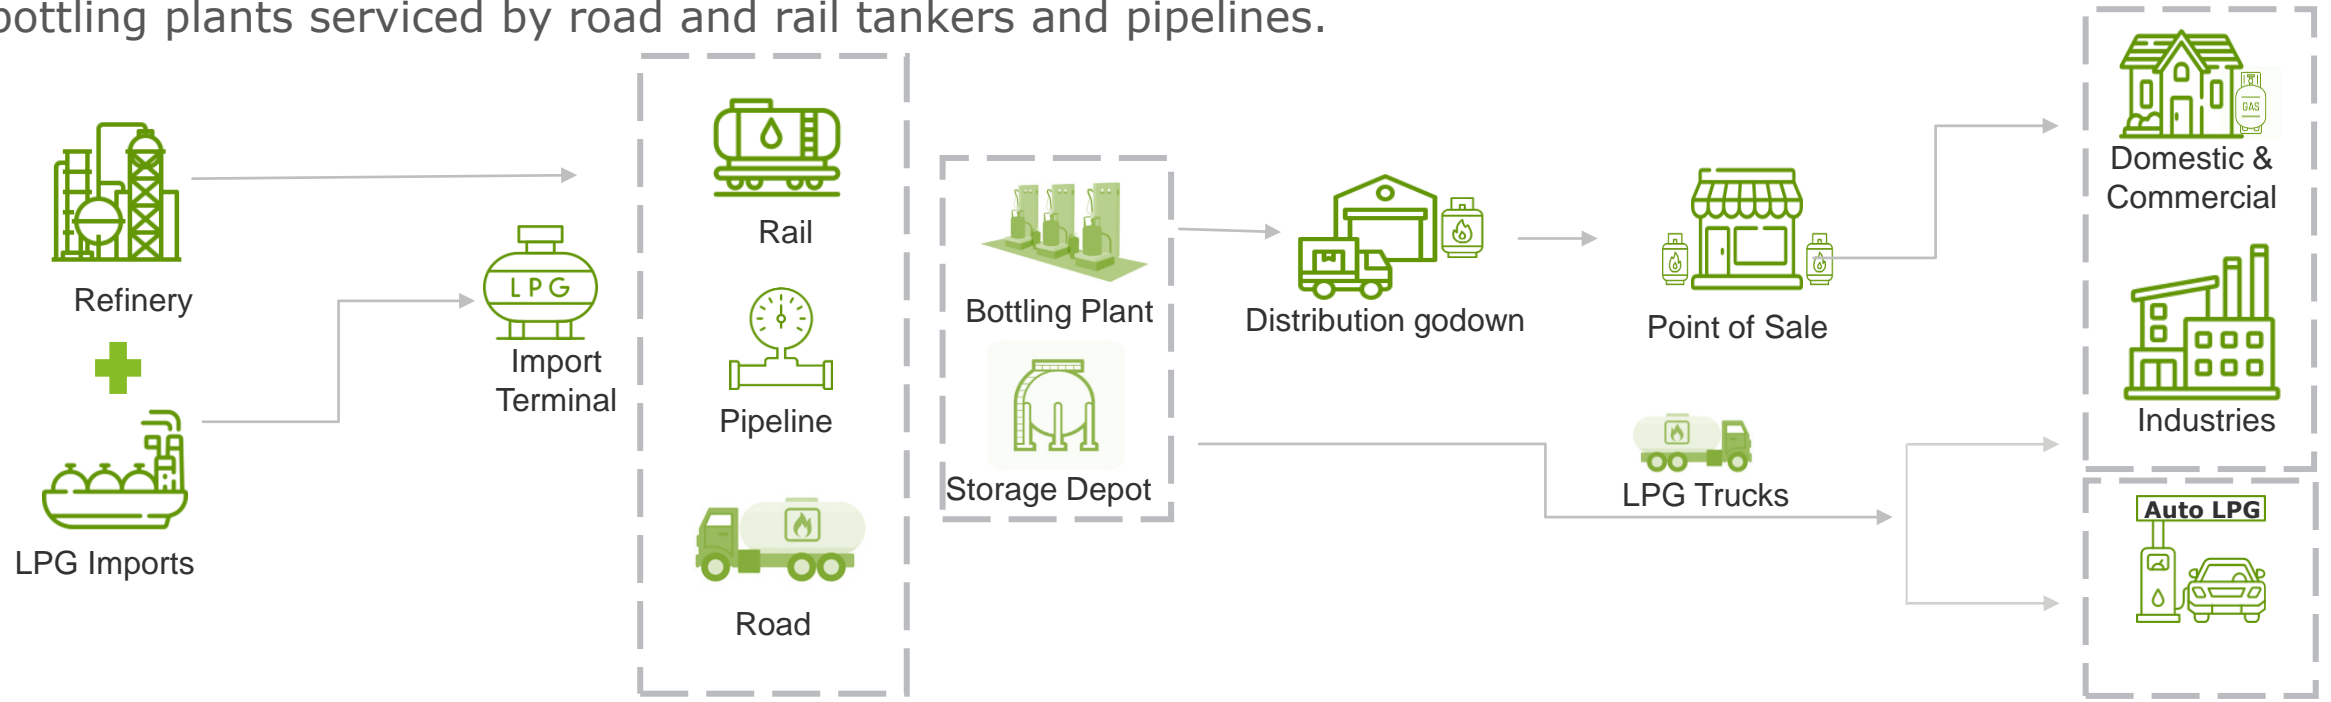 bottling plants serviced by road and rail tankers and pipelines.
Refinery
LPG Imports
LPG
Import
Terminal
Rail
Pipeline
Road
Bottling Plant
Storage Depot
Distribution godown
Point of Sale
LPG Trucks
GAS
Domestic &
Commercial
Industries
Auto LPG